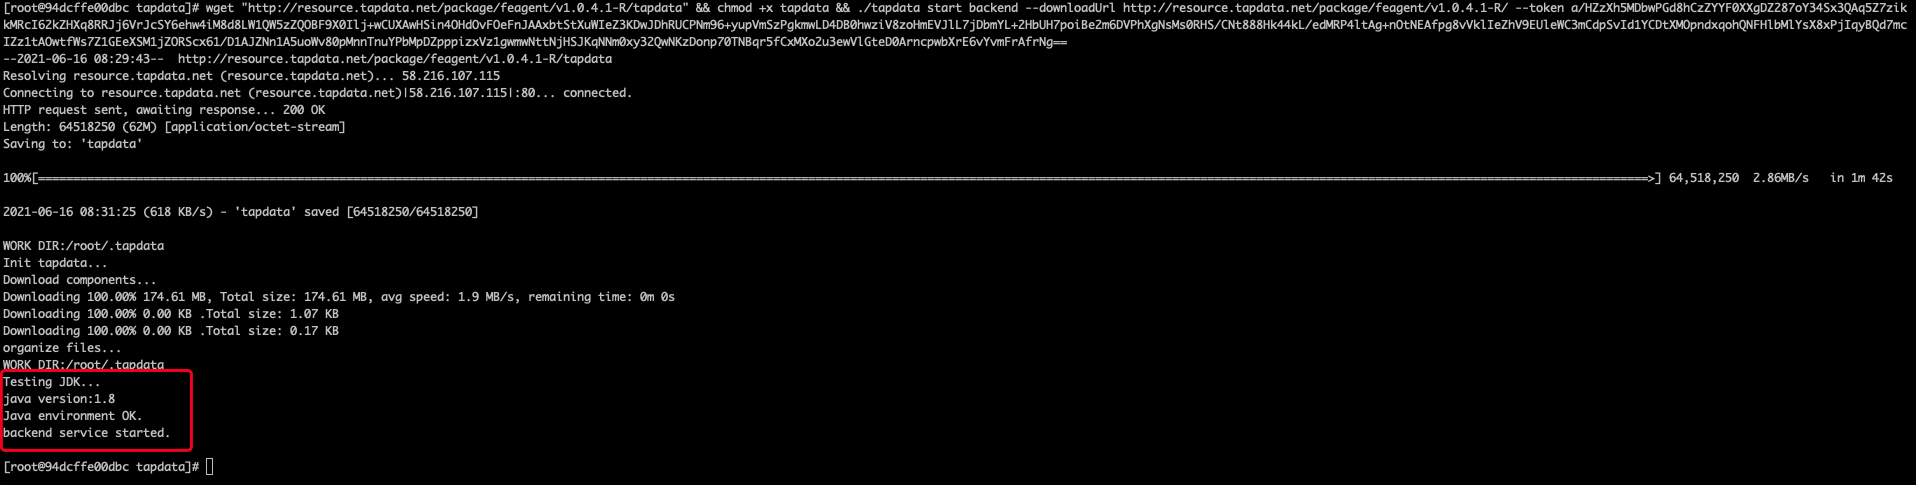 [root@94dcffe00dbc tapdata]# wget "http://resource.tapdata.net/package/feagent/v1.0.4.1-R/tapdata" && chmod +x tapdata && ./tapdata start backend --downloadUrl http://resource.tapdata.net/package/feagent/v1.0.4.1-R/ --token a/HZzXh5MDbwPGd8hCzZYYF0XXgDZ287oY34Sx3QAq5Z7zik
kMRcI62kZHXq8RRJj6VrJcSY6ehw4iM8d8LW1QW5zZQOBF9X0Ilj+wCUXAwHSin4OHdOvFOeFnJAAxbtStXuWIeZ3KDwJDhRUCPNm96+yupVmSzPgkmwLD4DB0hwziV8zoHmEVJlL7jDbmYL+2HbUH7poiBe2m6DVPhXgNsMs0RHS/CNt888Hk44kL/edMRP4ltAg+nOtNEAfpg8vVklIeZhV9EUleWC3mCdpSvId1YCDtXMOpndxqohQNFHlbMlYsX8xPjIqyBQd7mc
IZz1tAOwtfWs7Z1GEeXSM1jZORScx61/D1AJZNn1A5uoWv80pMnnTnuYPbMpDZpppizxVz1gwmwNttNjHSJKqNNm0xy32QwNKzDonp70TNBqr5fCxMXo2u3ewVlGteD0ArncpwbXrE6vYvmFrAfrNg==
--2021-06-16 08:29:43--  http://resource.tapdata.net/package/feagent/v1.0.4.1-R/tapdata
Resolving resource.tapdata.net (resource.tapdata.net)... 58.216.107.115
Connecting to resource.tapdata.net (resource.tapdata.net)|58.216.107.115|:80... connected.
HTTP request sent, awaiting response... 200 OK
Length: 64518250 (62M) [application/octet-stream]
Saving to: 'tapdata'
100%[=====================================================================================================>] 64,518,250  2.86MB/s   in 1m 42s
2021-06-16 08:31:25 (618 KB/s) - 'tapdata' saved [64518250/64518250]
WORK DIR:/root/.tapdata
Init tapdata...
Download components...
Downloading 100.00% 174.61 MB, Total size: 174.61 MB, avg speed: 1.9 MB/s, remaining time: 0m 0s
Downloading 100.00% 0.00 KB .Total size: 1.07 KB
Downloading 100.00% 0.00 KB .Total size: 0.17 KB
organize files...
WORK DIR:/root/.tapdata
Testing JDK...
java version:1.8
Java environment OK.
backend service started.
[root@94dcffe00dbc tapdata]#